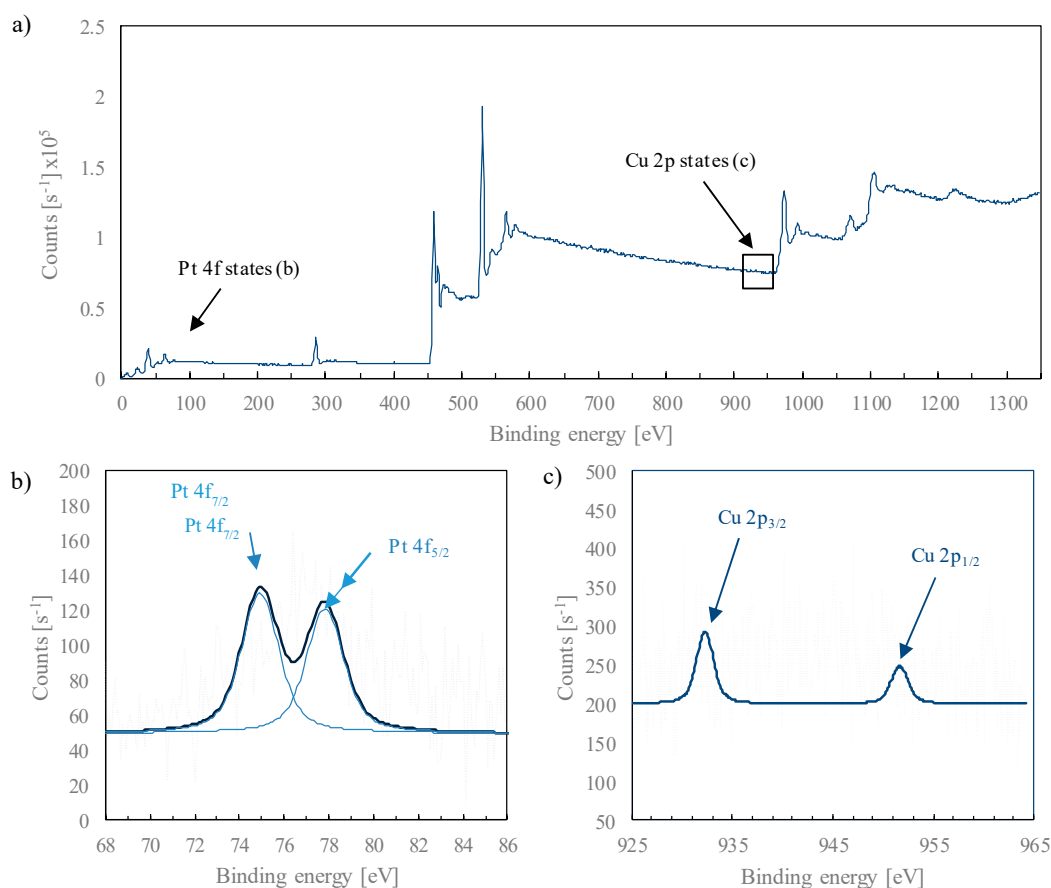 a)
2.5
2
1.5
1
0.5
0
Counts [s⁻¹] x10⁵
Pt 4f states (b)
Cu 2p states (c)
0 100 200 300 400 500 600 700 800 900 1000 1100 1200 1300
Binding energy [eV]
b)
200
180
160
140
120
100
80
60
40
20
0
Counts [s⁻¹]
Pt 4f₇/₂
Pt 4f₇/₂
Pt 4f₅/₂
68 70 72 74 76 78 80 82 84 86
Binding energy [eV]
c)
500
450
400
350
300
250
200
150
100
50
Counts [s⁻¹]
Cu 2p₃/₂
Cu 2p₁/₂
925 935 945 955 965
Binding energy [eV]